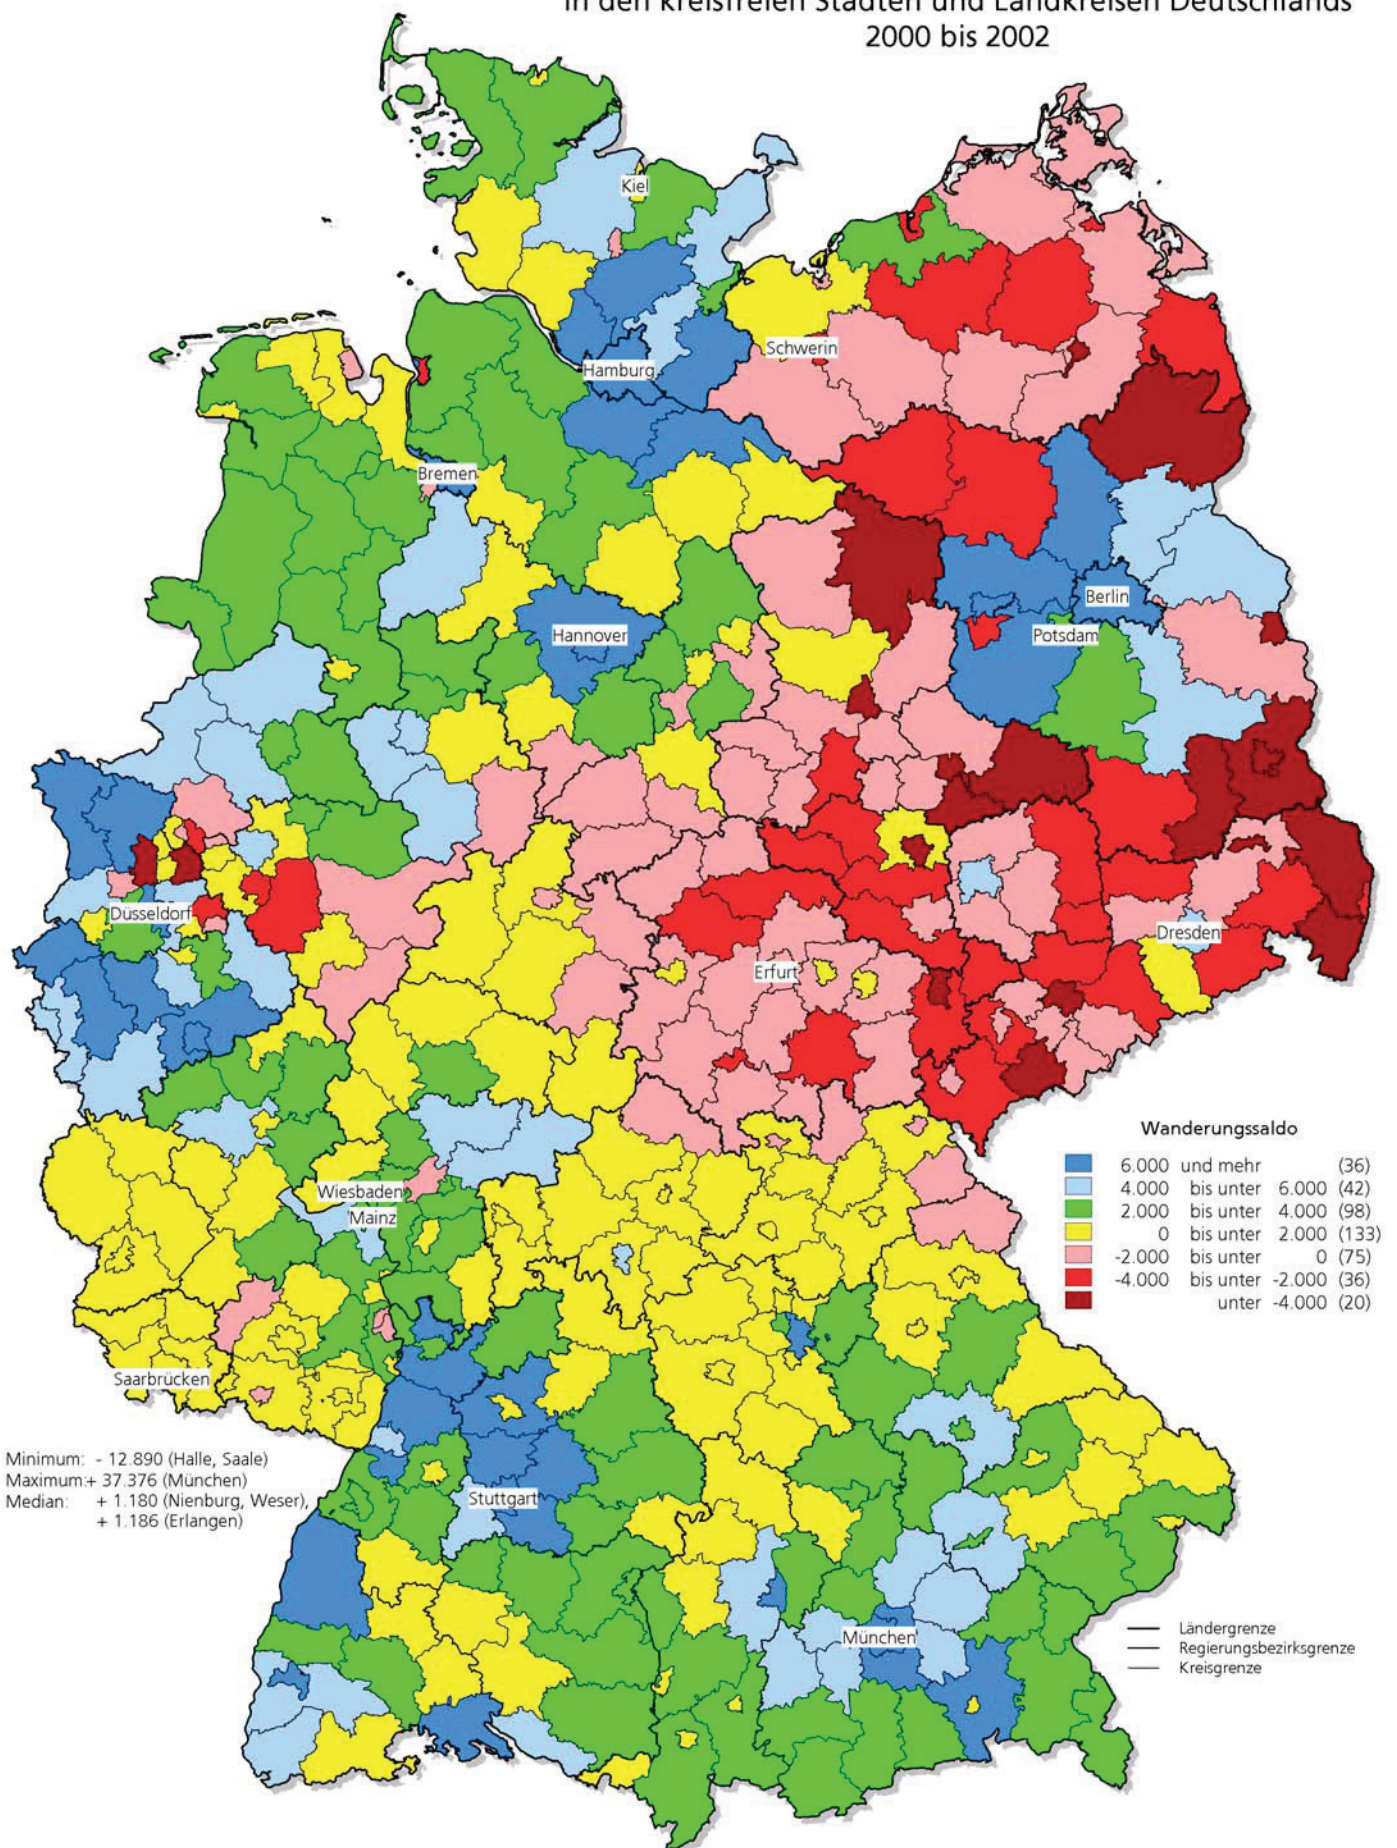 in den kreisfreien Städten und Landkreisen Deutschlands
2000 bis 2002
Kiel
Schwerin
Hamburg
Bremen
Berlin
Hannover
Potsdam
Düsseldorf
Dresden
Erfurt
Wiesbaden
Mainz
Saarbrücken
Stuttgart
München
Wanderungssaldo
6.000 und mehr (36)
4.000 bis unter 6.000 (42)
2.000 bis unter 4.000 (98)
0 bis unter 2.000 (133)
-2.000 bis unter 0 (75)
-4.000 bis unter -2.000 (36)
unter -4.000 (20)
Minimum: - 12.890 (Halle, Saale)
Maximum:+ 37.376 (München)
Median: + 1.180 (Nienburg, Weser),
+ 1.186 (Erlangen)
Ländergrenze
Regierungsbezirksgrenze
Kreisgrenze